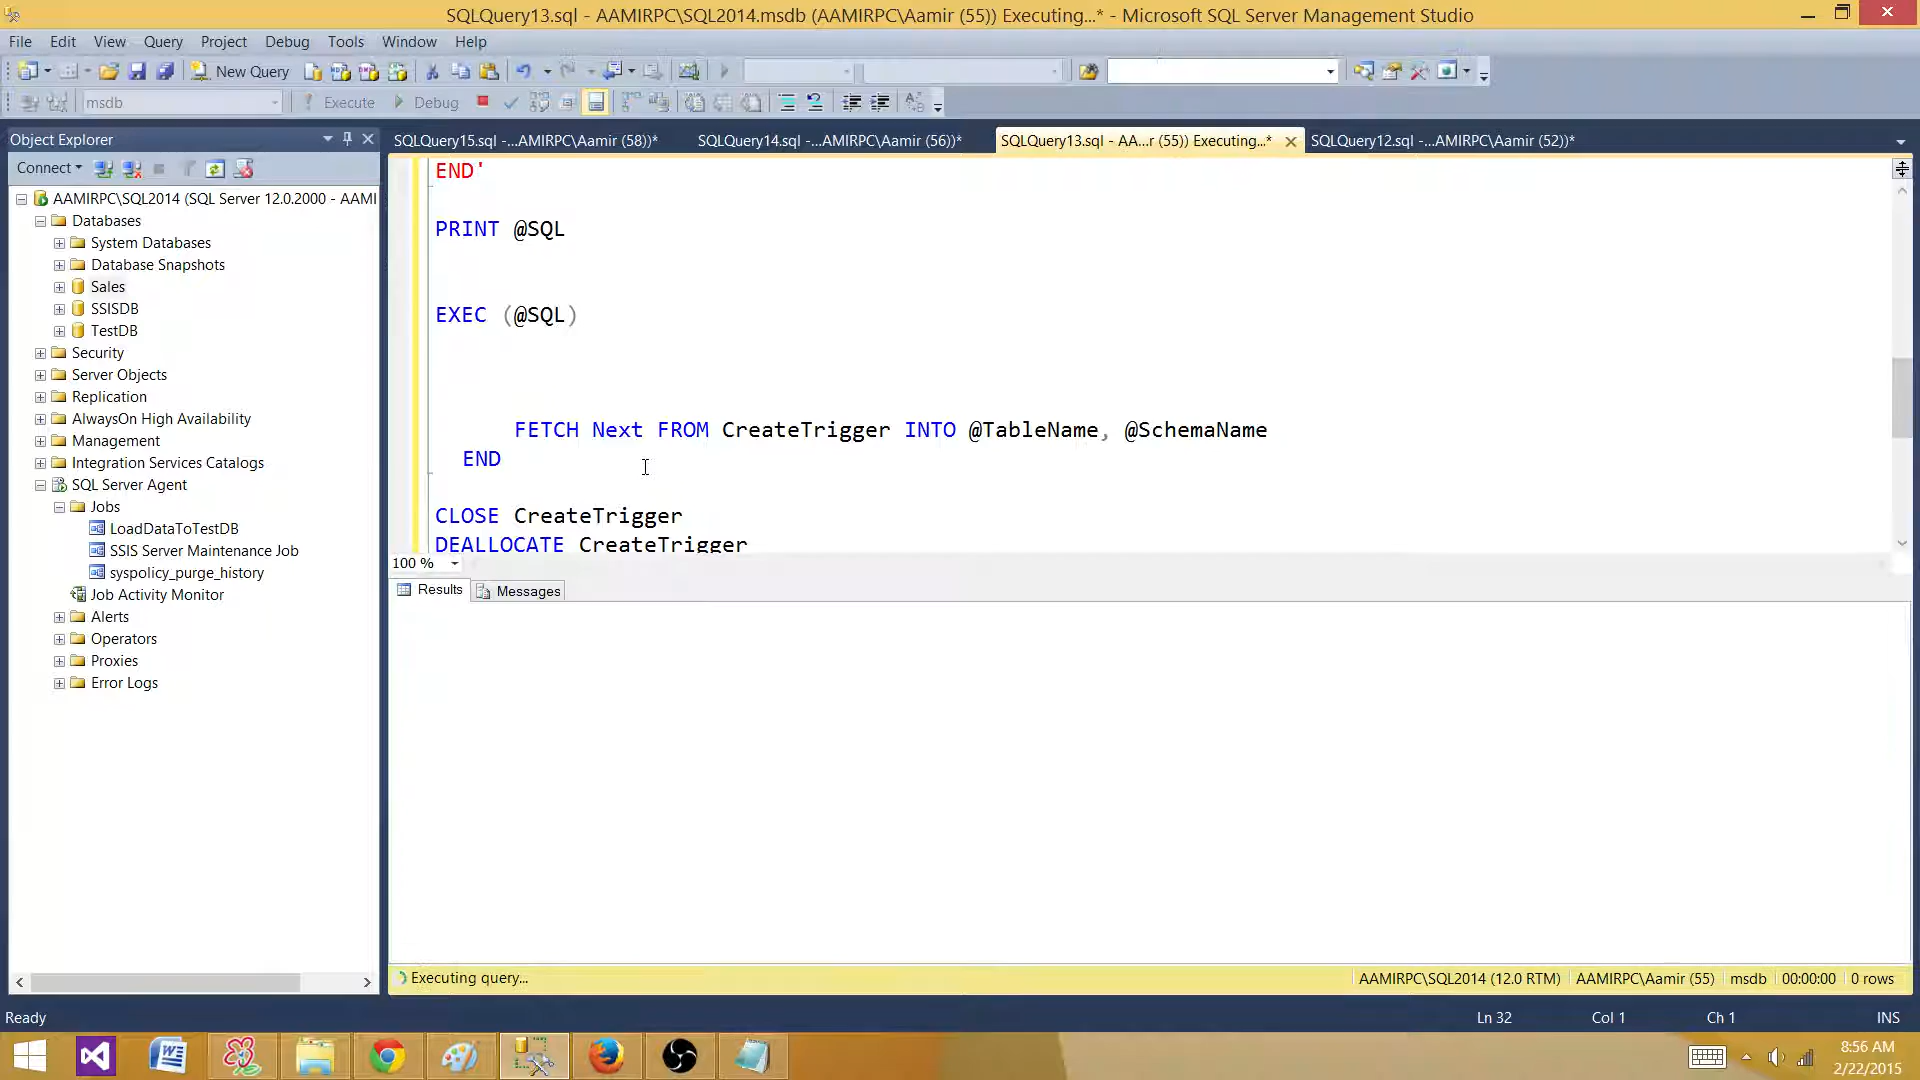 SQLQuery13.sql - AAMIRPC\SQL2014.msdb (AAMIRPC\Aamir (55)) Executing...* - Microsoft SQL Server Management Studio
File Edit View Query Project Debug Tools Window Help
New Query
msdb Execute Debug
Object Explorer
SQLQuery15.sql -...AMIRPC\Aamir (58))* SQLQuery14.sql -...AMIRPC\Aamir (56))* SQLQuery13.sql - AA...r (55)) Executing...* SQLQuery12.sql -...AMIRPC\Aamir (52))*
Connect
AAMIRPC\SQL2014 (SQL Server 12.0.2000 - AAMI
Databases
System Databases
Database Snapshots
Sales
SSISDB
TestDB
Security
Server Objects
Replication
AlwaysOn High Availability
Management
Integration Services Catalogs
SQL Server Agent
Jobs
LoadDataToTestDB
SSIS Server Maintenance Job
syspolicy_purge_history
Job Activity Monitor
Alerts
Operators
Proxies
Error Logs
END'
PRINT @SQL
EXEC (@SQL)
FETCH Next FROM CreateTrigger INTO @TableName, @SchemaName
END
CLOSE CreateTrigger
DEALLOCATE CreateTrigger
100 %
Results Messages
Executing query...
AAMIRPC\SQL2014 (12.0 RTM) AAMIRPC\Aamir (55) msdb 00:00:00 0 rows
Ready Ln 32 Col 1 Ch 1 INS
8:56 AM
2/22/2015